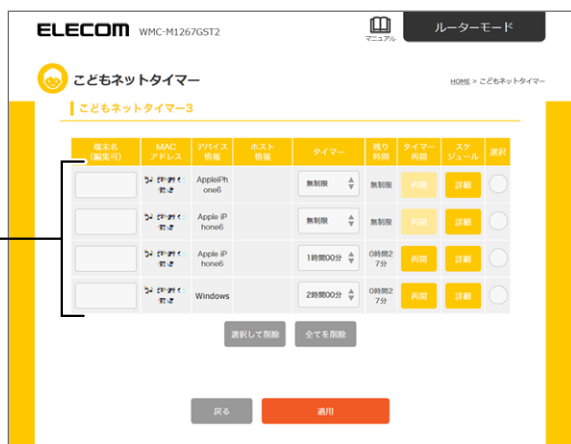 ELECOM WMC-M1267GST2
マニュアル
ルーターモード
こどもネットタイマー
HOME > こどもネットタイマー
こどもネットタイマー3
端末名
(編集可)
MAC
アドレス
デバイス
情報
ホスト
情報
タイマー
残り
時間
タイマー
再開
スケ
ジュール
選択
AppleiPh
one6
無制限
無制限
再開
詳細
Apple iP
hone6
無制限
無制限
再開
詳細
Apple iP
hone6
1時間00分
0時間2
7分
再開
詳細
Windows
2時間00分
0時間2
7分
再開
詳細
選択して削除
全てを削除
戻る
適用